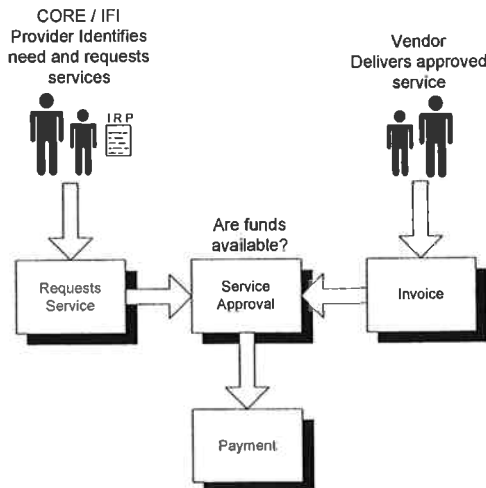 CORE / IFI
Provider Identifies
need and requests
services
IRP
Vendor
Delivers approved
service
Are funds
available?
Requests
Service
Service
Approval
Invoice
Payment